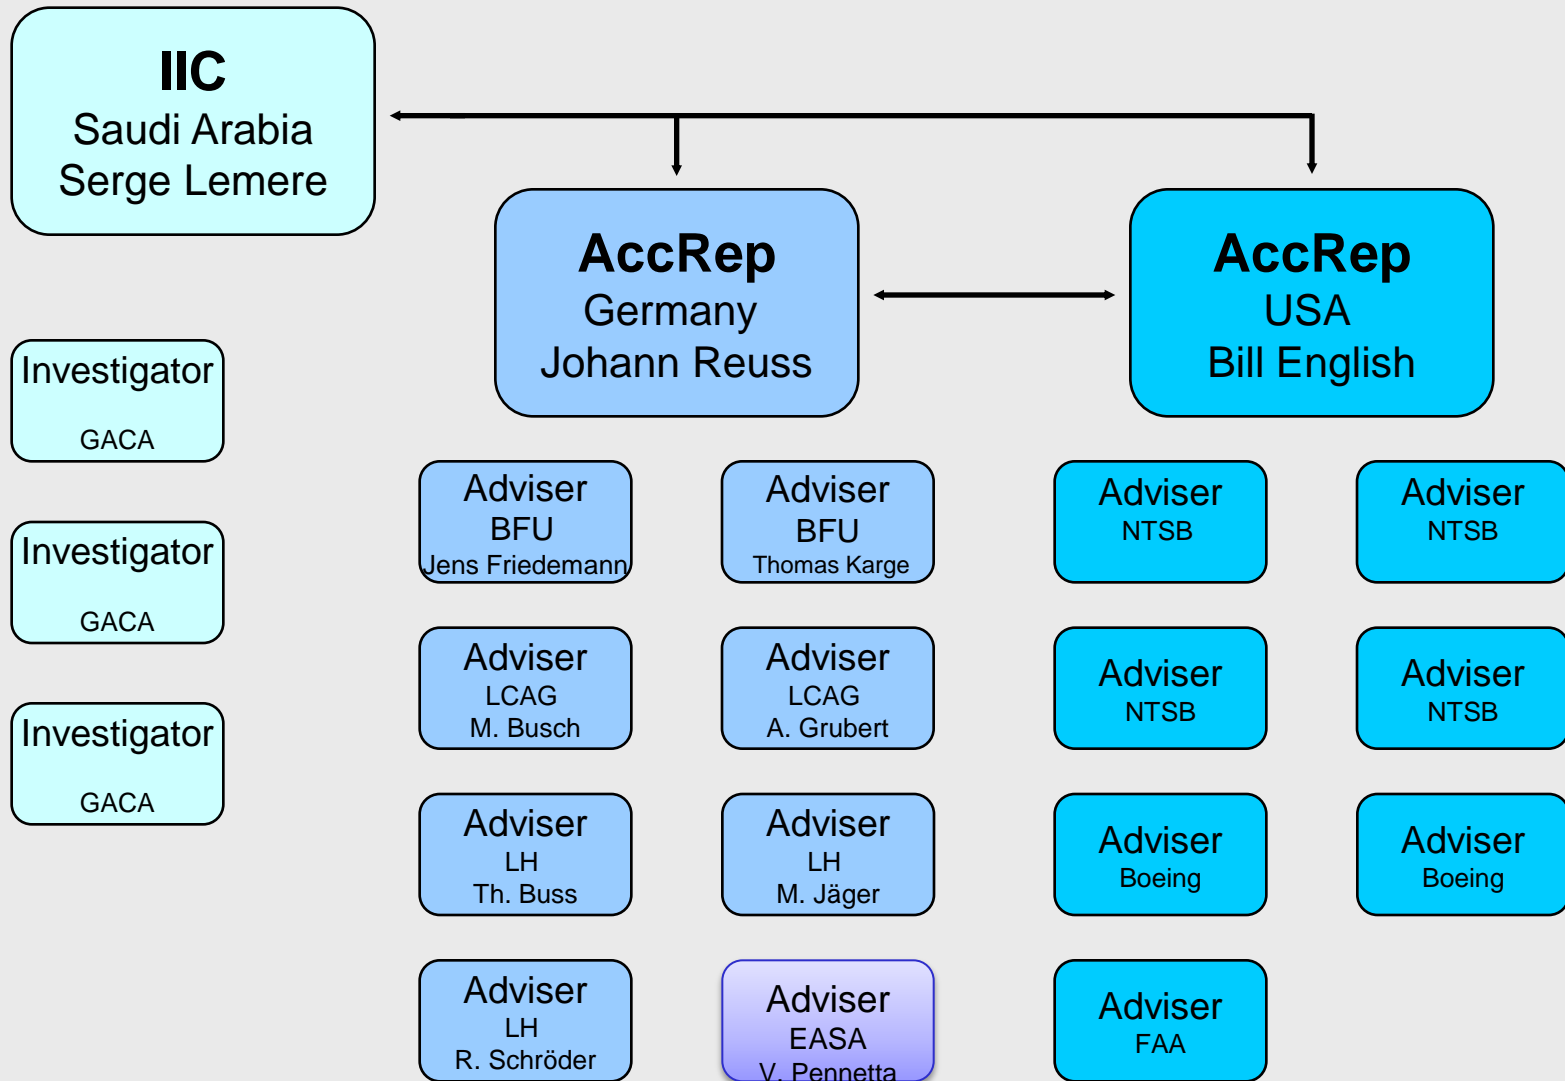 IIC
Saudi Arabia
Serge Lemere
AccRep
Germany
Johann Reuss
AccRep
USA
Bill English
Investigator
GACA
Investigator
GACA
Investigator
GACA
Adviser
BFU
Jens Friedemann
Adviser
BFU
Thomas Karge
Adviser
NTSB
Adviser
NTSB
Adviser
LCAG
M. Busch
Adviser
LCAG
A. Grubert
Adviser
NTSB
Adviser
NTSB
Adviser
LH
Th. Buss
Adviser
LH
M. Jäger
Adviser
Boeing
Adviser
Boeing
Adviser
LH
R. Schröder
Adviser
EASA
V. Pennetta
Adviser
FAA